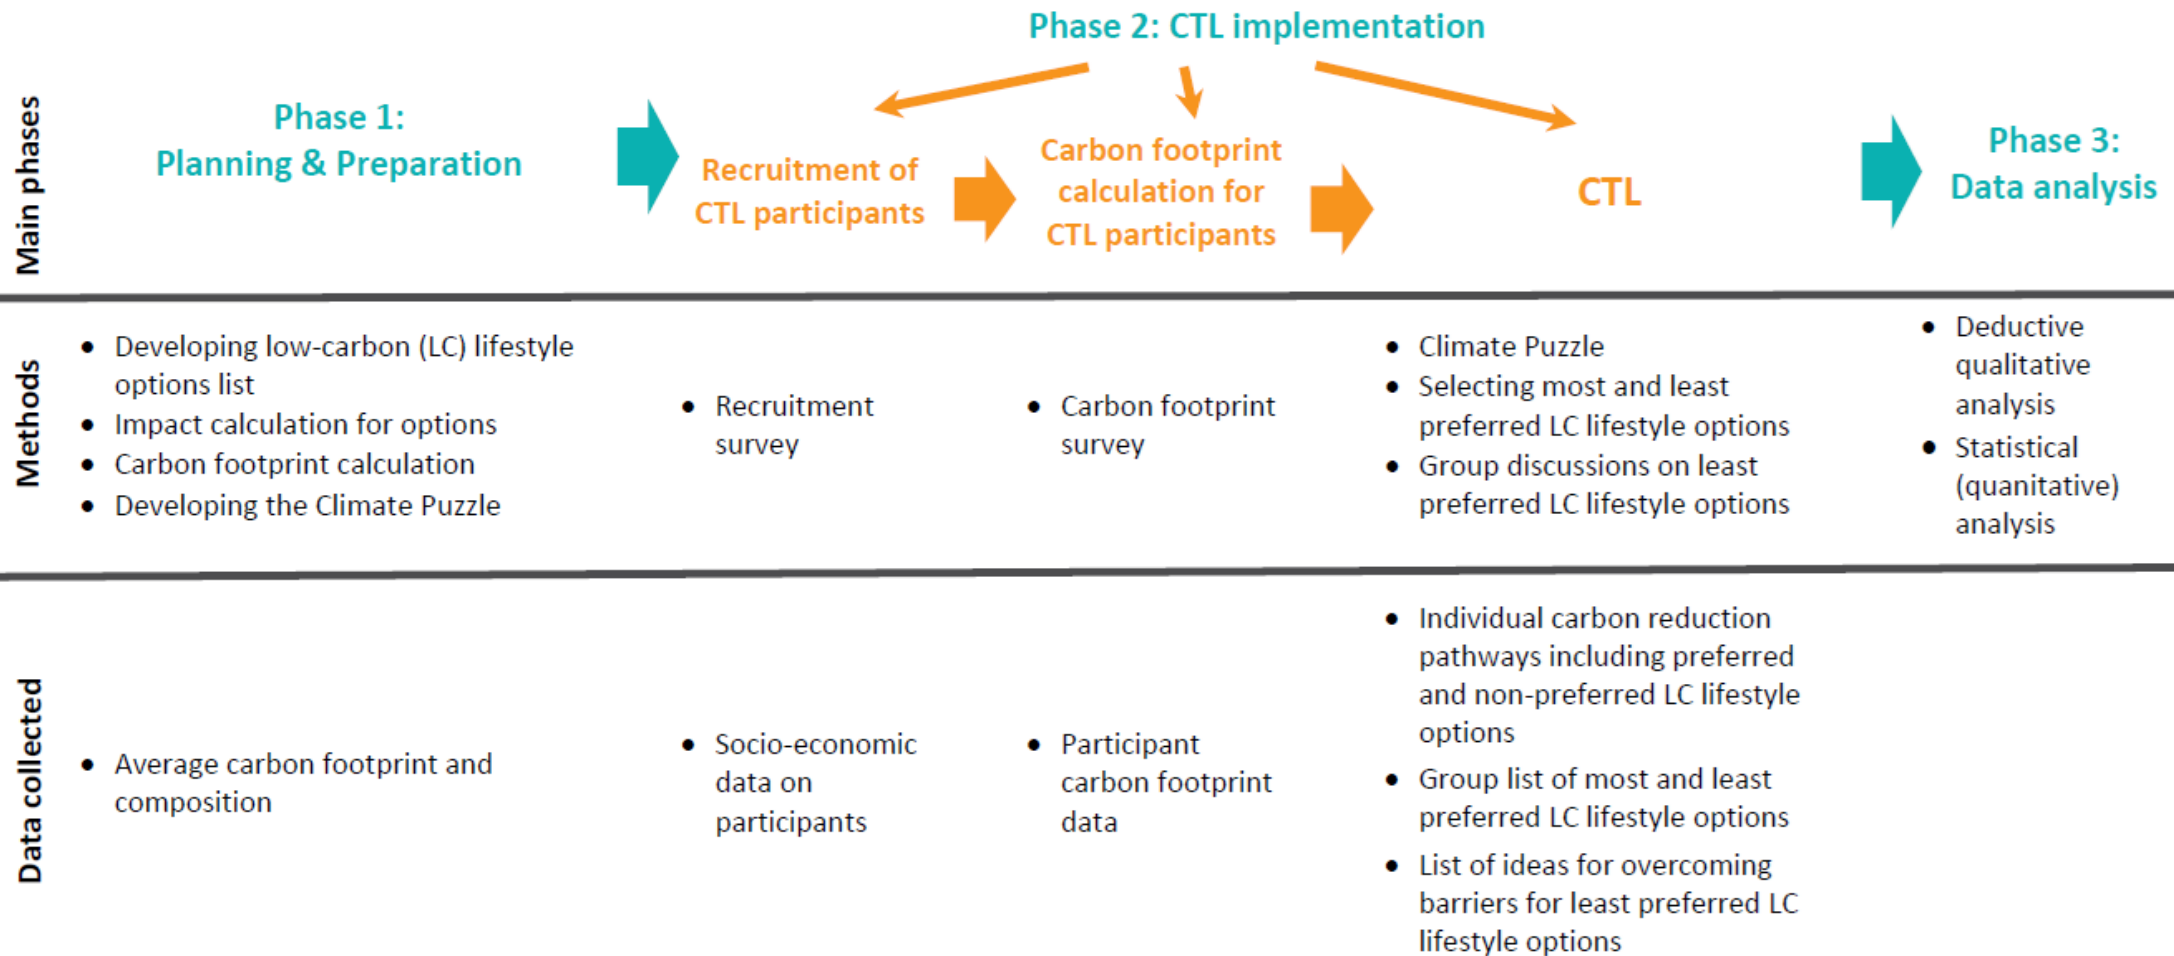 Phase 2: CTL implementation
Main phases
Phase 1:
Planning & Preparation
Recruitment of
CTL participants
Carbon footprint
calculation for
CTL participants
CTL
Phase 3:
Data analysis
Methods
• Developing low-carbon (LC) lifestyle
options list
• Impact calculation for options
• Carbon footprint calculation
• Developing the Climate Puzzle
• Recruitment
survey
• Carbon footprint
survey
• Climate Puzzle
• Selecting most and least
preferred LC lifestyle options
• Group discussions on least
preferred LC lifestyle options
• Deductive
qualitative
analysis
• Statistical
(quanitative)
analysis
Data collected
• Average carbon footprint and
composition
• Socio-economic
data on
participants
• Participant
carbon footprint
data
• Individual carbon reduction
pathways including preferred
and non-preferred LC lifestyle
options
• Group list of most and least
preferred LC lifestyle options
• List of ideas for overcoming
barriers for least preferred LC
lifestyle options